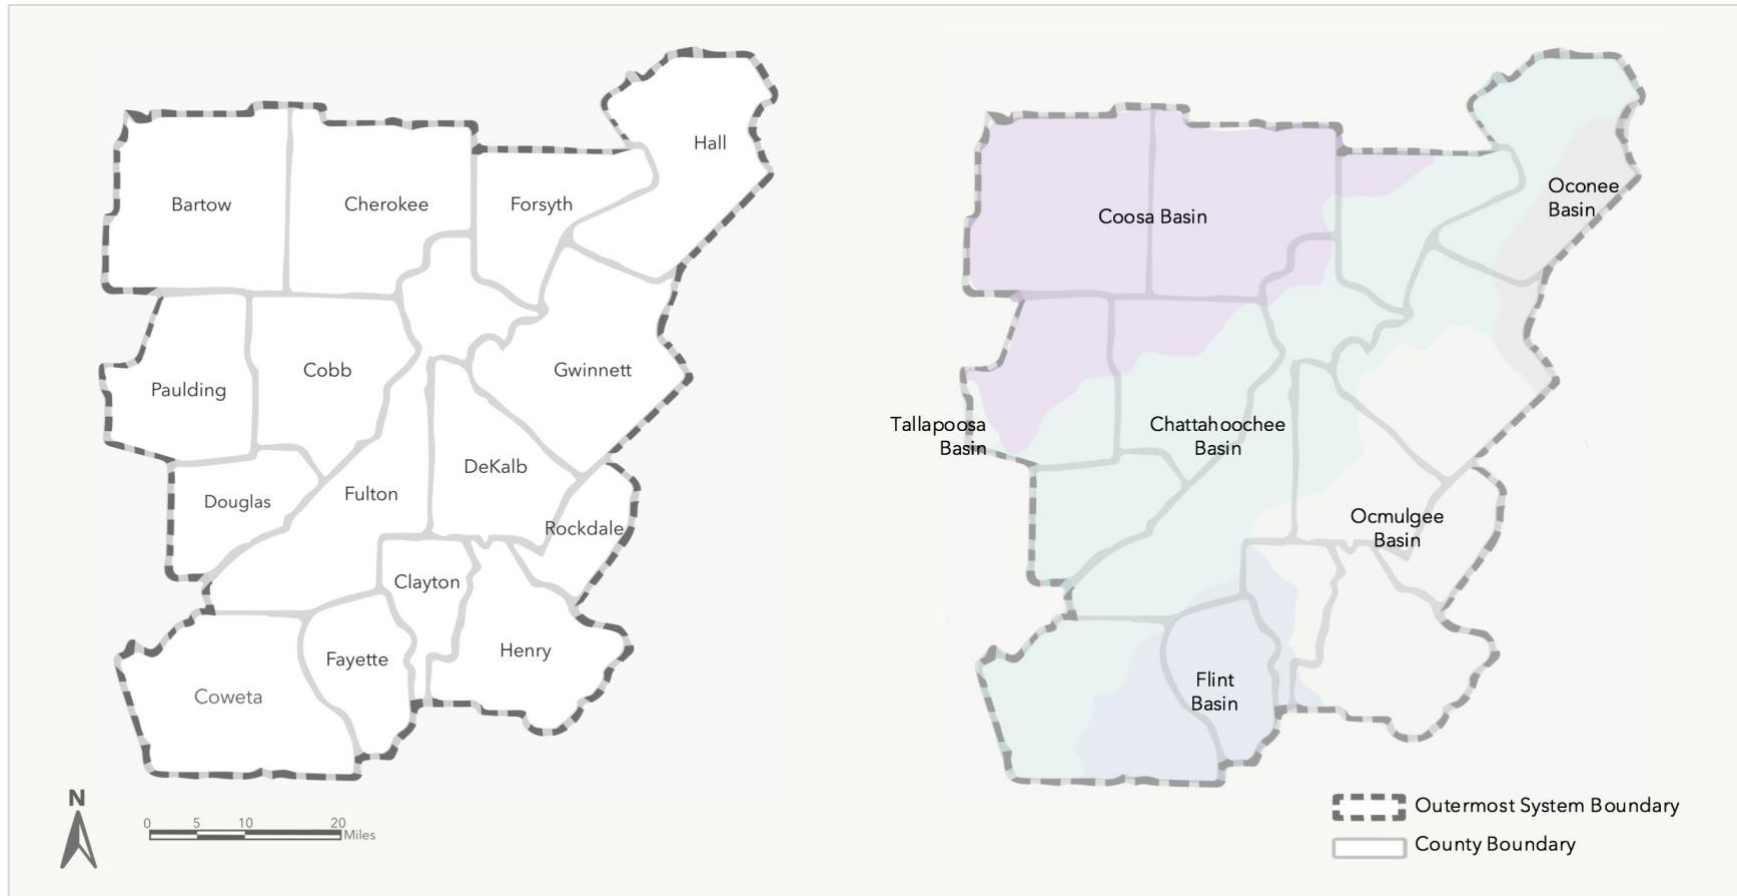 Hall
Bartow
Cherokee
Forsyth
Cobb
Gwinnett
Paulding
DeKalb
Douglas
Fulton
Rockdale
Clayton
Henry
Fayette
Coweta
N
0 5 10 20
Miles
Oconee
Basin
Coosa Basin
Tallapoosa
Basin
Chattahoochee
Basin
Ocmulgee
Basin
Flint
Basin
Outermost System Boundary
County Boundary